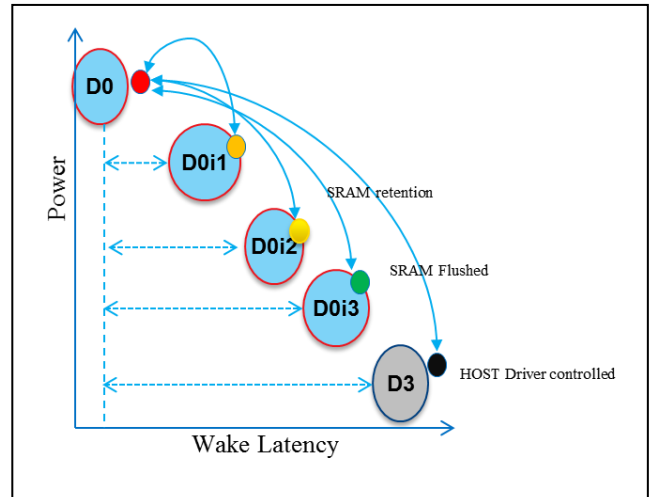 D0
D0i1
Power
SRAM retention
D0i2
SRAM Flushed
D0i3
HOST Driver controlled
D3
Wake Latency